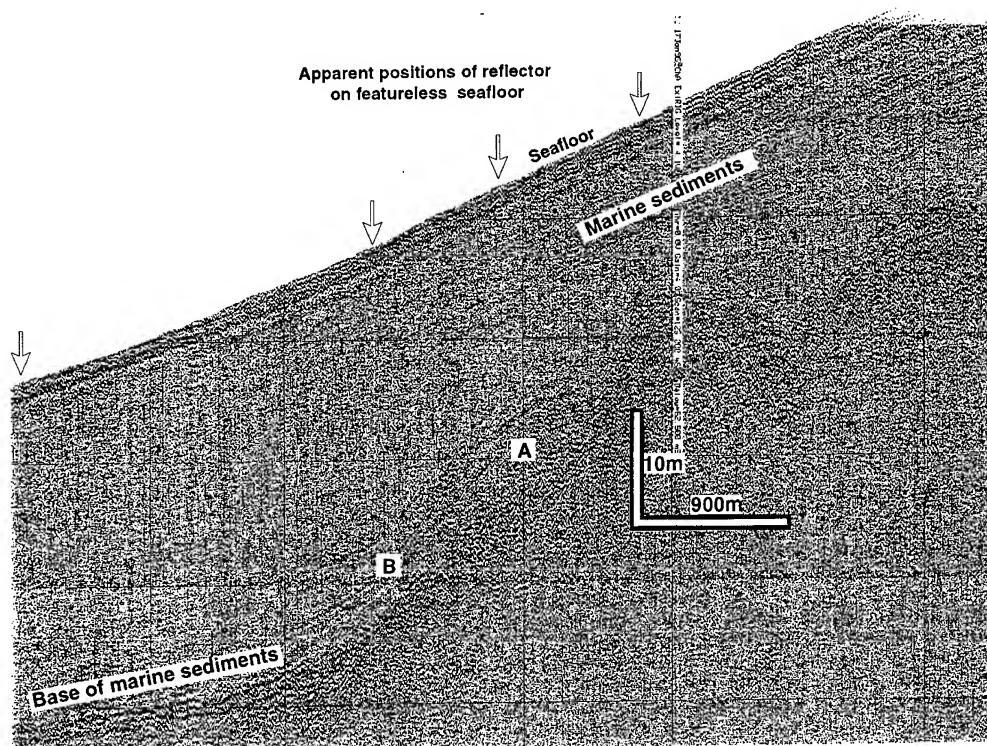 Apparent positions of reflector
on featureless seafloor
Seafloor
Marine sediments
A
10m
900m
B
Base of marine sediments